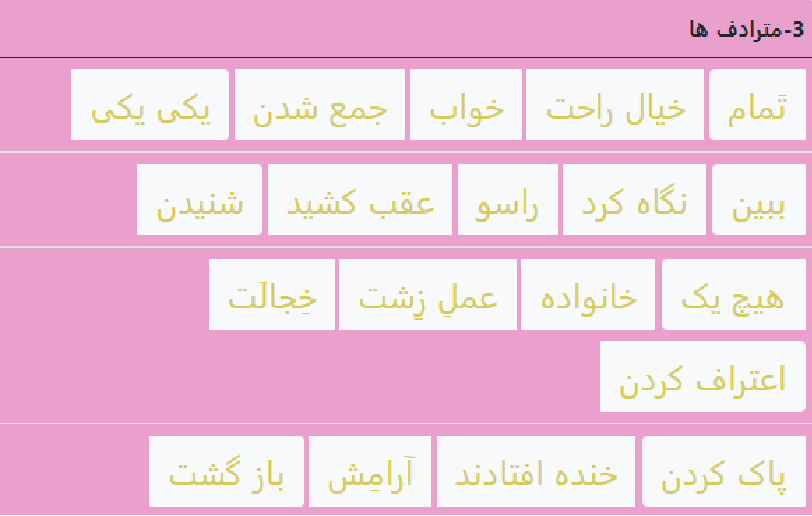 3-مترادف ها
تَمام خیال راحت خواب جمع شدن یکی یکی
ببین نگاه کرد راسو عقب کشید شنیدن
هیچ یک خانواده عملِ زِشت خِجالَت
اعتراف کردن
پاک کردن خنده افتادند آرامِش باز گشت